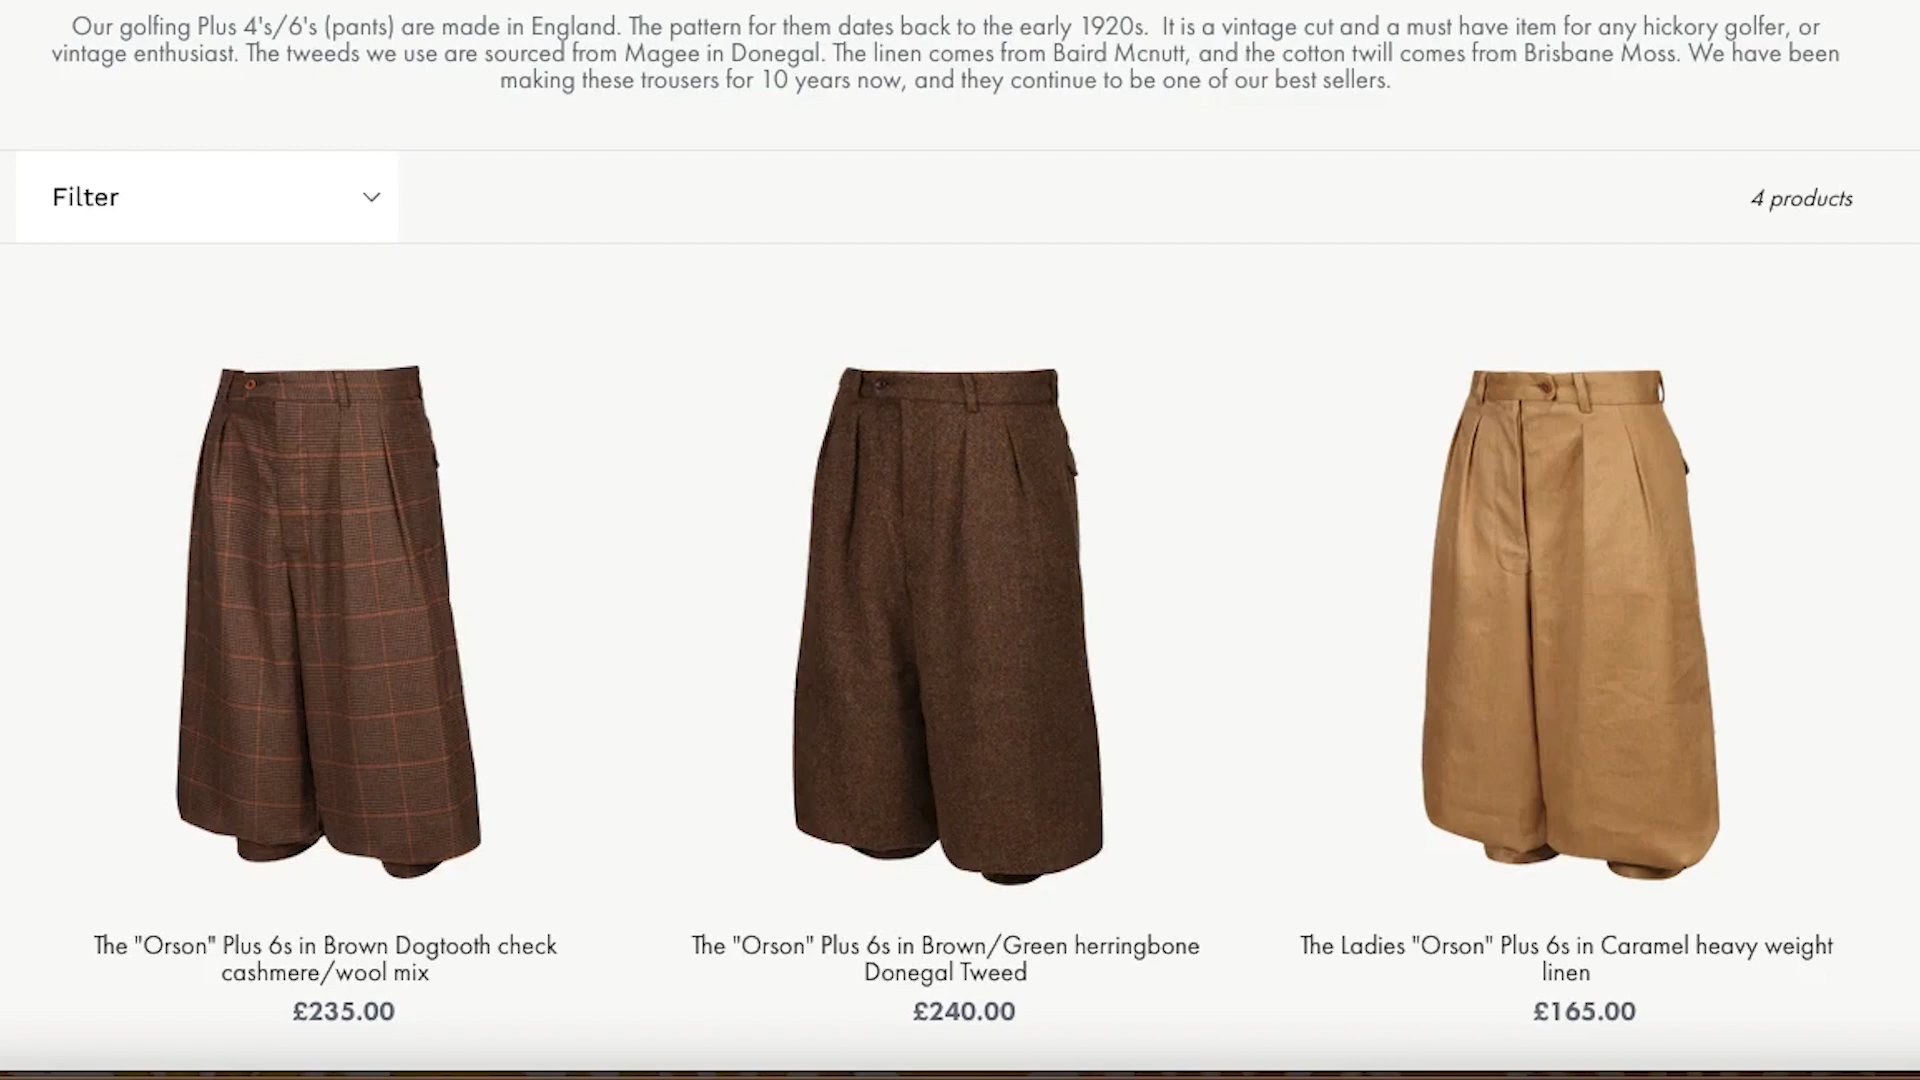 Our golfing Plus 4's/6's (pants) are made in England. The pattern for them dates back to the early 1920s. It is a vintage cut and a must have item for any hickory golfer, or
vintage enthusiast. The tweeds we use are sourced from Magee in Donegal. The linen comes from Baird Mcnutt, and the cotton twill comes from Brisbane Moss. We have been
making these trousers for 10 years now, and they continue to be one of our best sellers.
Filter
4 products
The "Orson" Plus 6s in Brown Dogtooth check
cashmere/wool mix
£235.00
The "Orson" Plus 6s in Brown/Green herringbone
Donegal Tweed
£240.00
The Ladies "Orson" Plus 6s in Caramel heavy weight
linen
£165.00